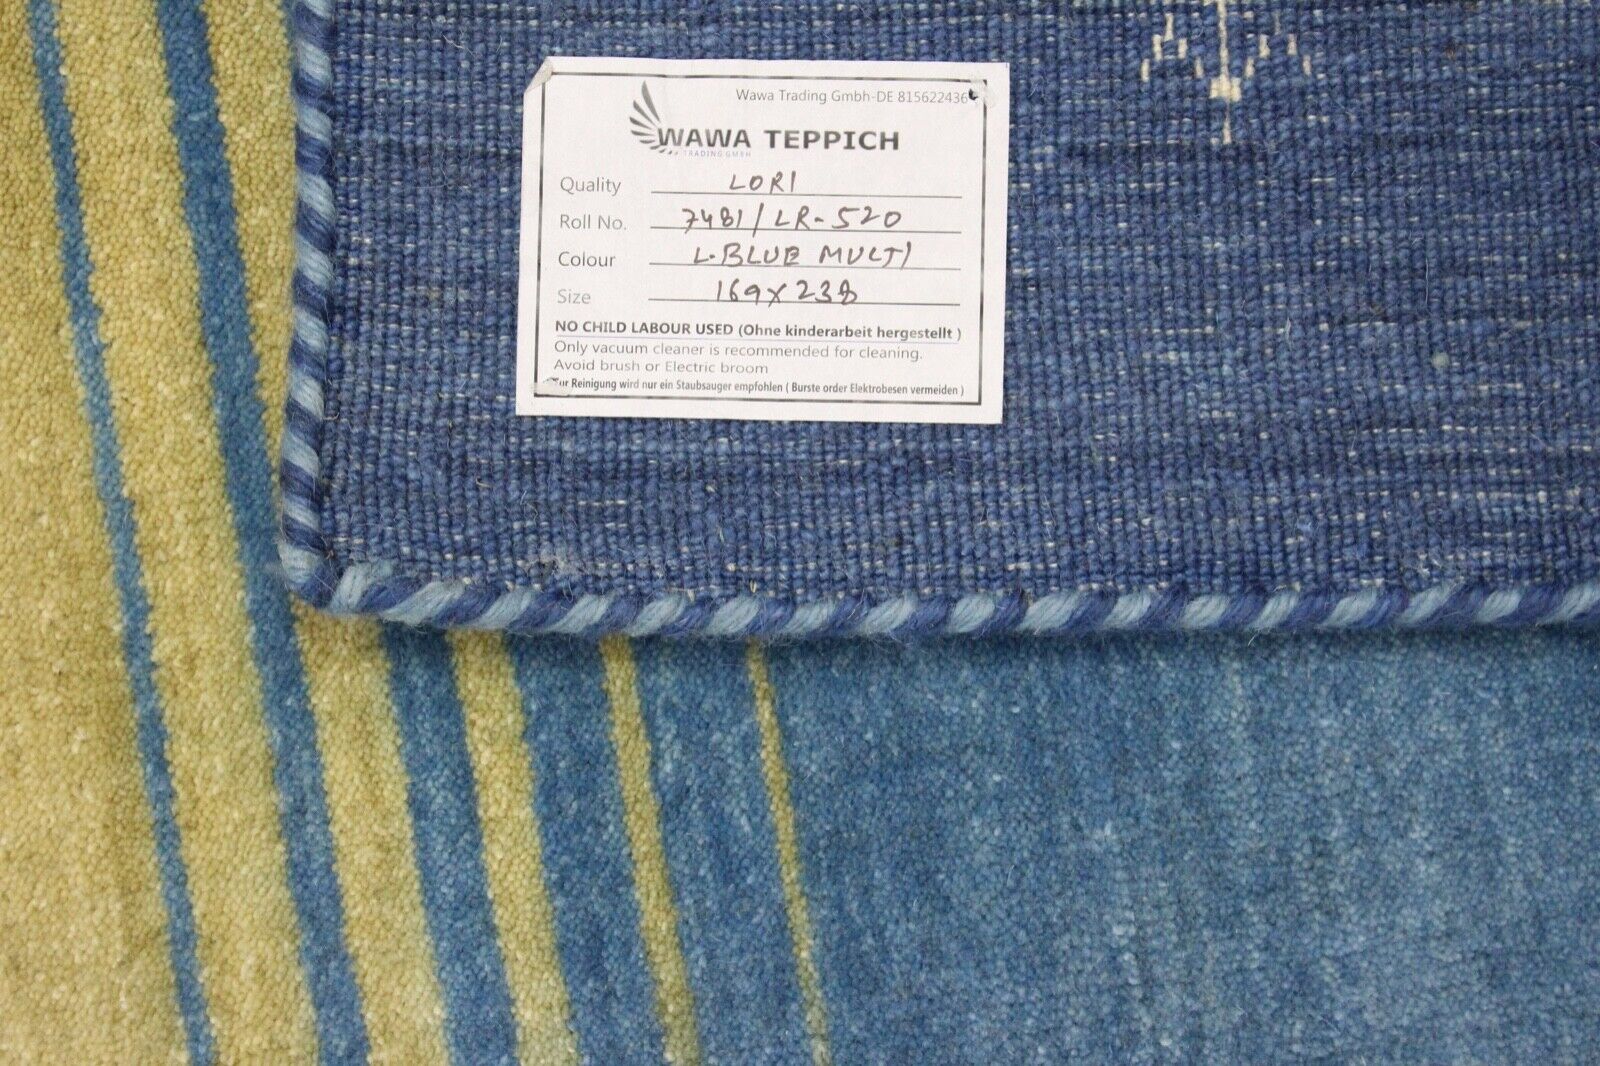 Wawa Trading Gmbh-DE 815622436
WAWA TEPPICH
TRADING GMBH
Quality LORI
Roll No. 7481/LR-520
Colour L.BLUE MULTI
Size 169x238
NO CHILD LABOUR USED (Ohne kinderarbeit hergestellt )
Only vacuum cleaner is recommended for cleaning.
Avoid brush or Electric broom
Zur Reinigung wird nur ein Staubsauger empfohlen ( Burste order Elektrobesen vermeiden )